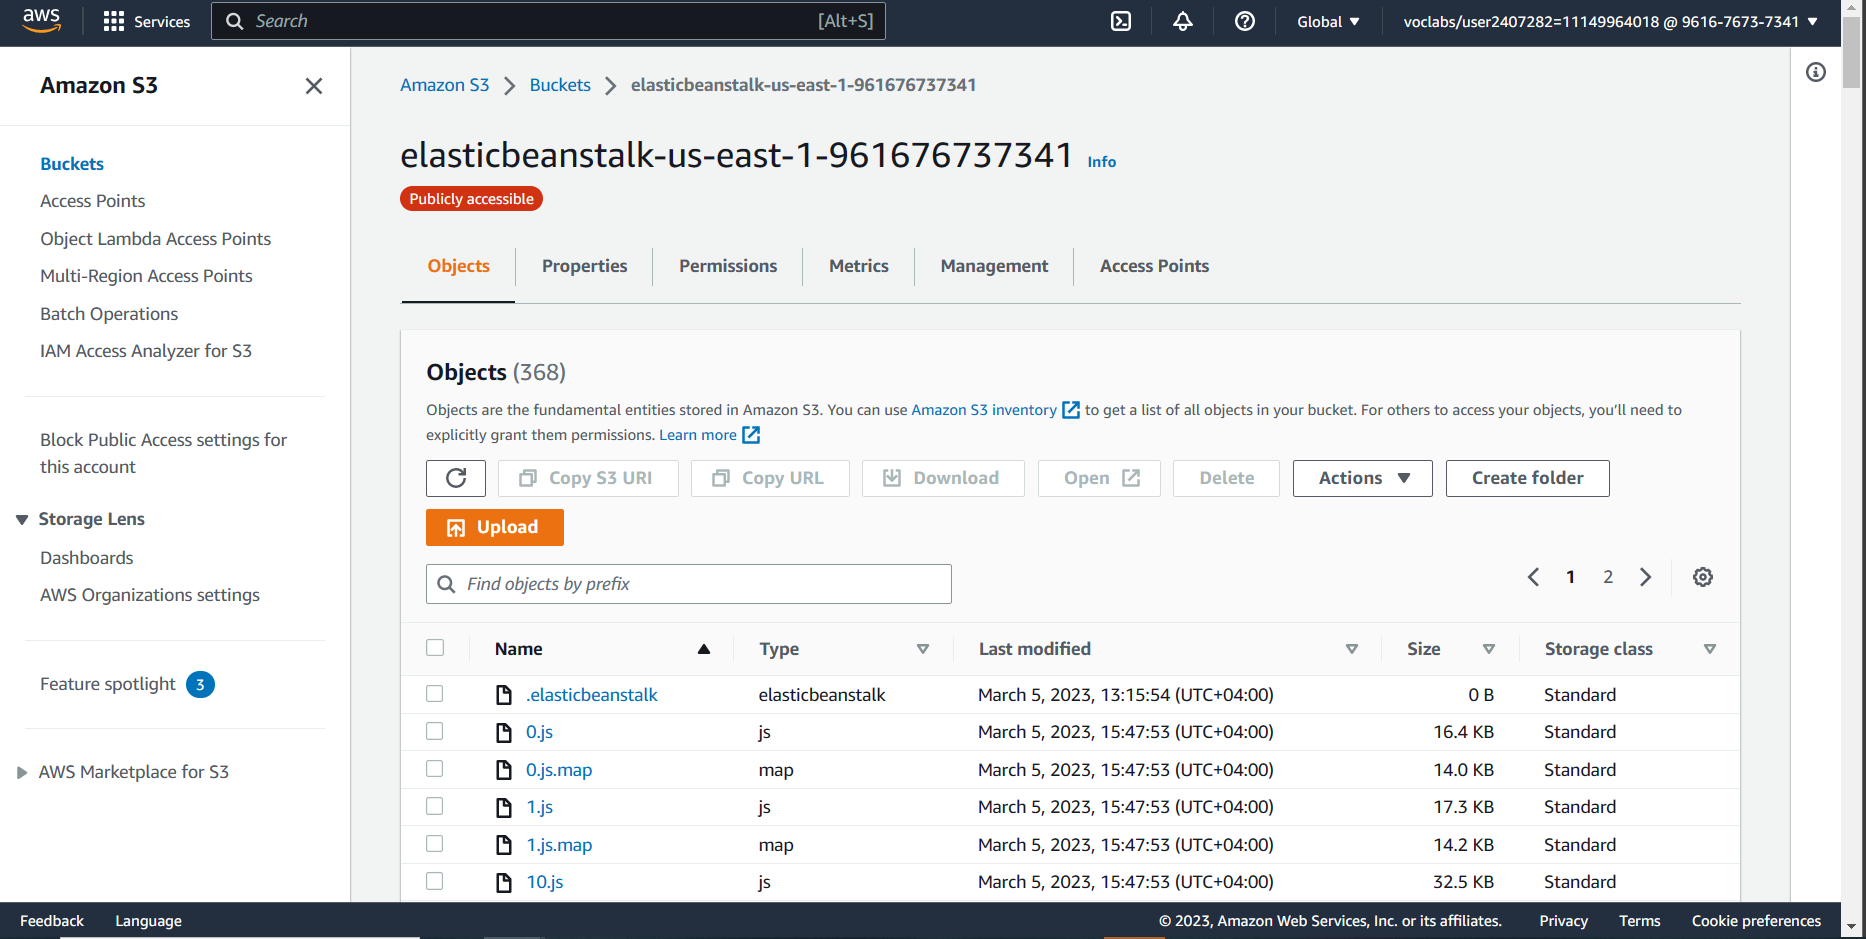 aws
Services
Search [Alt+S]
Global
voclabs/user2407282=11149964018 @ 9616-7673-7341
Amazon S3
Buckets
Access Points
Object Lambda Access Points
Multi-Region Access Points
Batch Operations
IAM Access Analyzer for S3
Block Public Access settings for
this account
Storage Lens
Dashboards
AWS Organizations settings
Feature spotlight 3
AWS Marketplace for S3
Amazon S3 Buckets elasticbeanstalk-us-east-1-961676737341
elasticbeanstalk-us-east-1-961676737341 Info
Publicly accessible
Objects Properties Permissions Metrics Management Access Points
Objects (368)
Objects are the fundamental entities stored in Amazon S3. You can use Amazon S3 inventory to get a list of all objects in your bucket. For others to access your objects, you'll need to
explicitly grant them permissions. Learn more
Copy S3 URI Copy URL Download Open Delete Actions Create folder
Upload
Find objects by prefix
1 2
Name Type Last modified Size Storage class
.elasticbeanstalk elasticbeanstalk March 5, 2023, 13:15:54 (UTC+04:00) 0 B Standard
0.js js March 5, 2023, 15:47:53 (UTC+04:00) 16.4 KB Standard
0.js.map map March 5, 2023, 15:47:53 (UTC+04:00) 14.0 KB Standard
1.js js March 5, 2023, 15:47:53 (UTC+04:00) 17.3 KB Standard
1.js.map map March 5, 2023, 15:47:53 (UTC+04:00) 14.2 KB Standard
10.js js March 5, 2023, 15:47:53 (UTC+04:00) 32.5 KB Standard
Feedback Language © 2023, Amazon Web Services, Inc. or its affiliates. Privacy Terms Cookie preferences